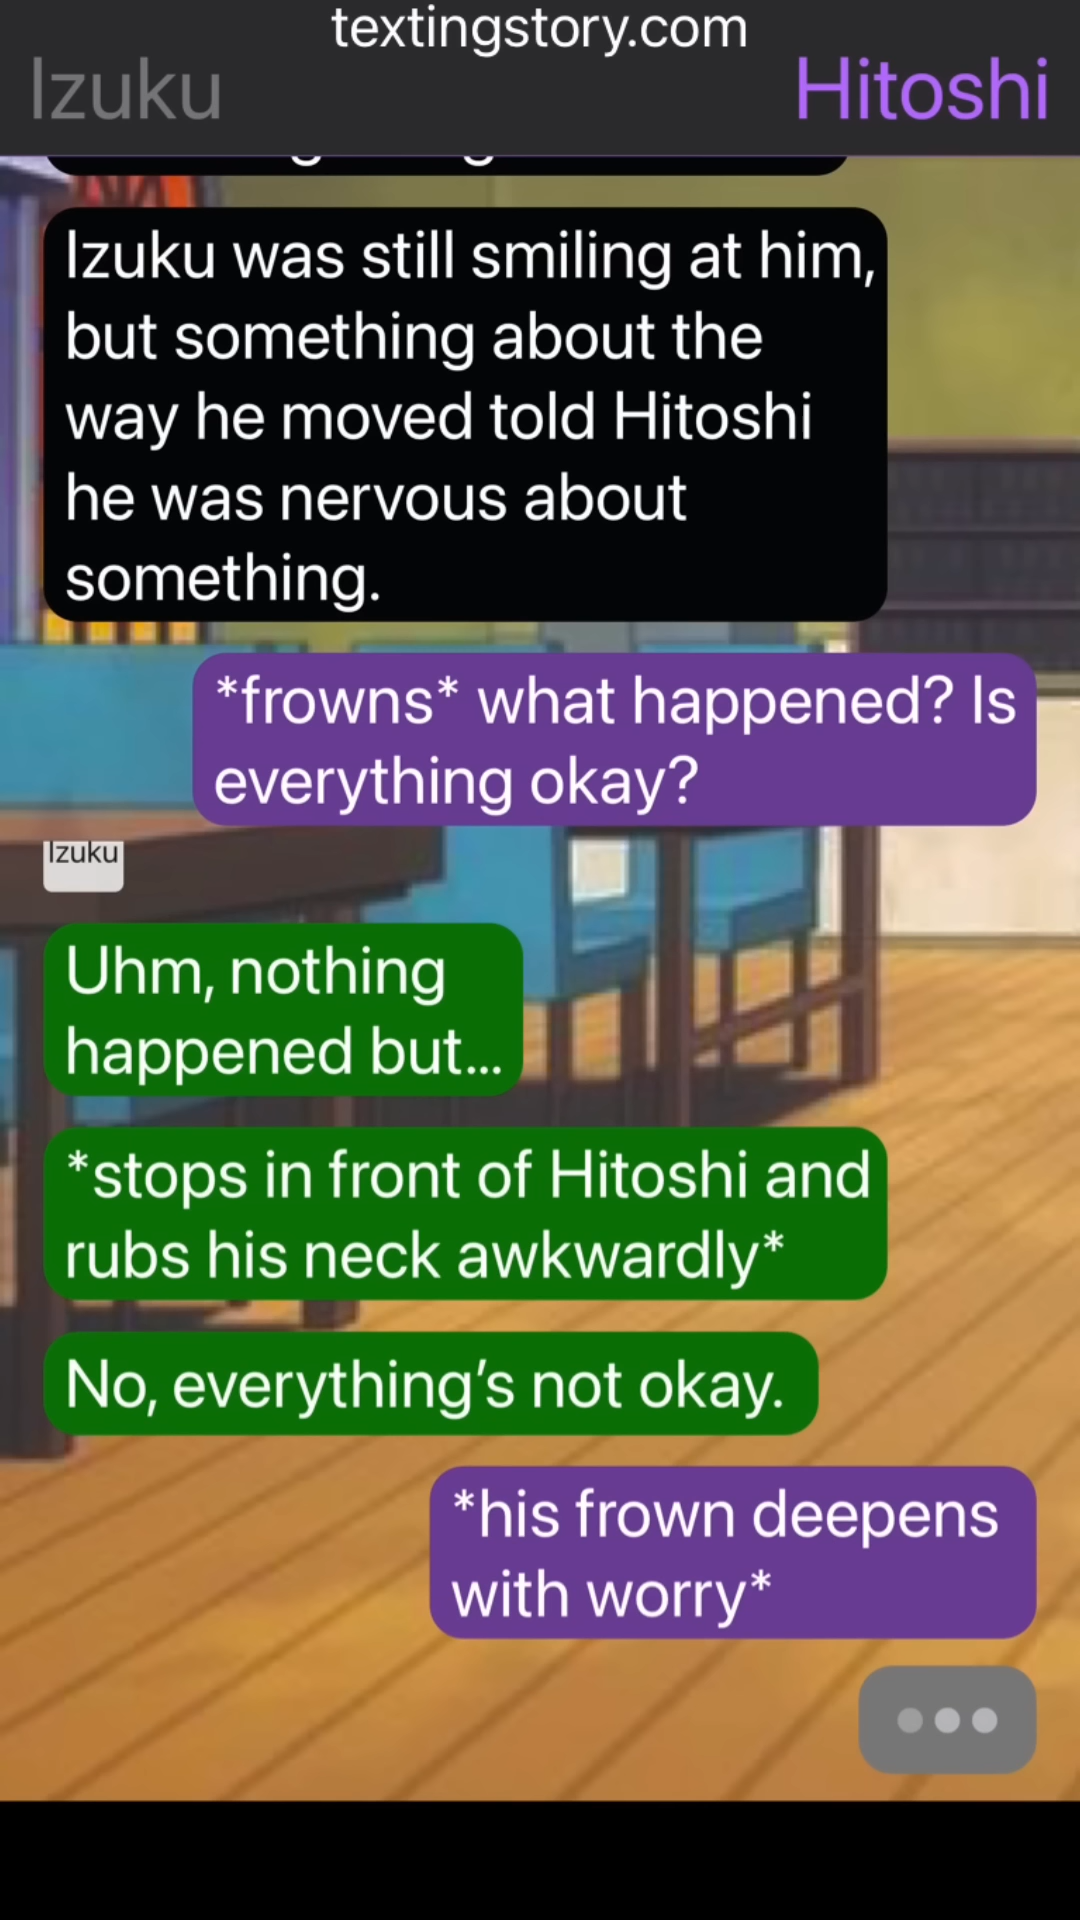 textingstory.com
Izuku
Hitoshi
Izuku was still smiling at him,
but something about the
way he moved told Hitoshi
he was nervous about
something.
*frowns* what happened? Is
everything okay?
Izuku
Uhm, nothing
happened but...
*stops in front of Hitoshi and
rubs his neck awkwardly*
No, everything’s not okay.
*his frown deepens
with worry*